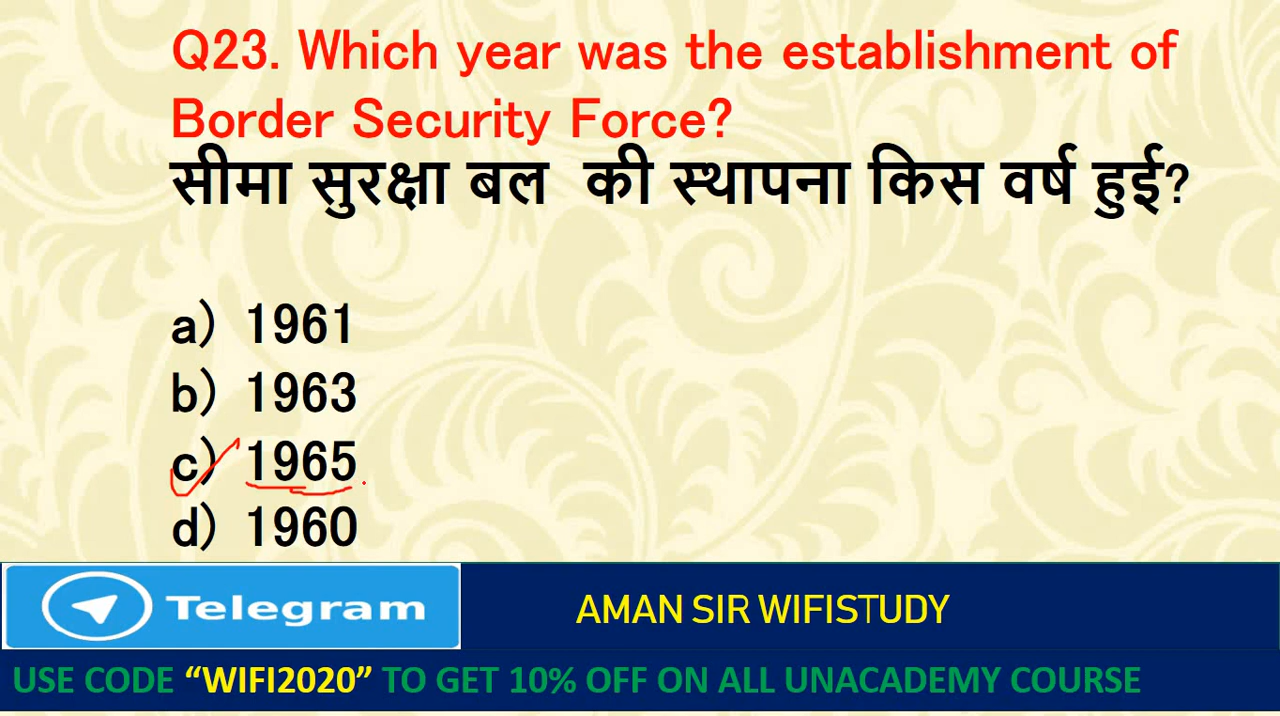 Q23. Which year was the establishment of
Border Security Force?
सीमा सुरक्षा बल की स्थापना किस वर्ष हुई?
a) 1961
b) 1963
c) 1965
d) 1960
Telegram
AMAN SIR WIFISTUDY
USE CODE “WIFI2020” TO GET 10% OFF ON ALL UNACADEMY COURSE